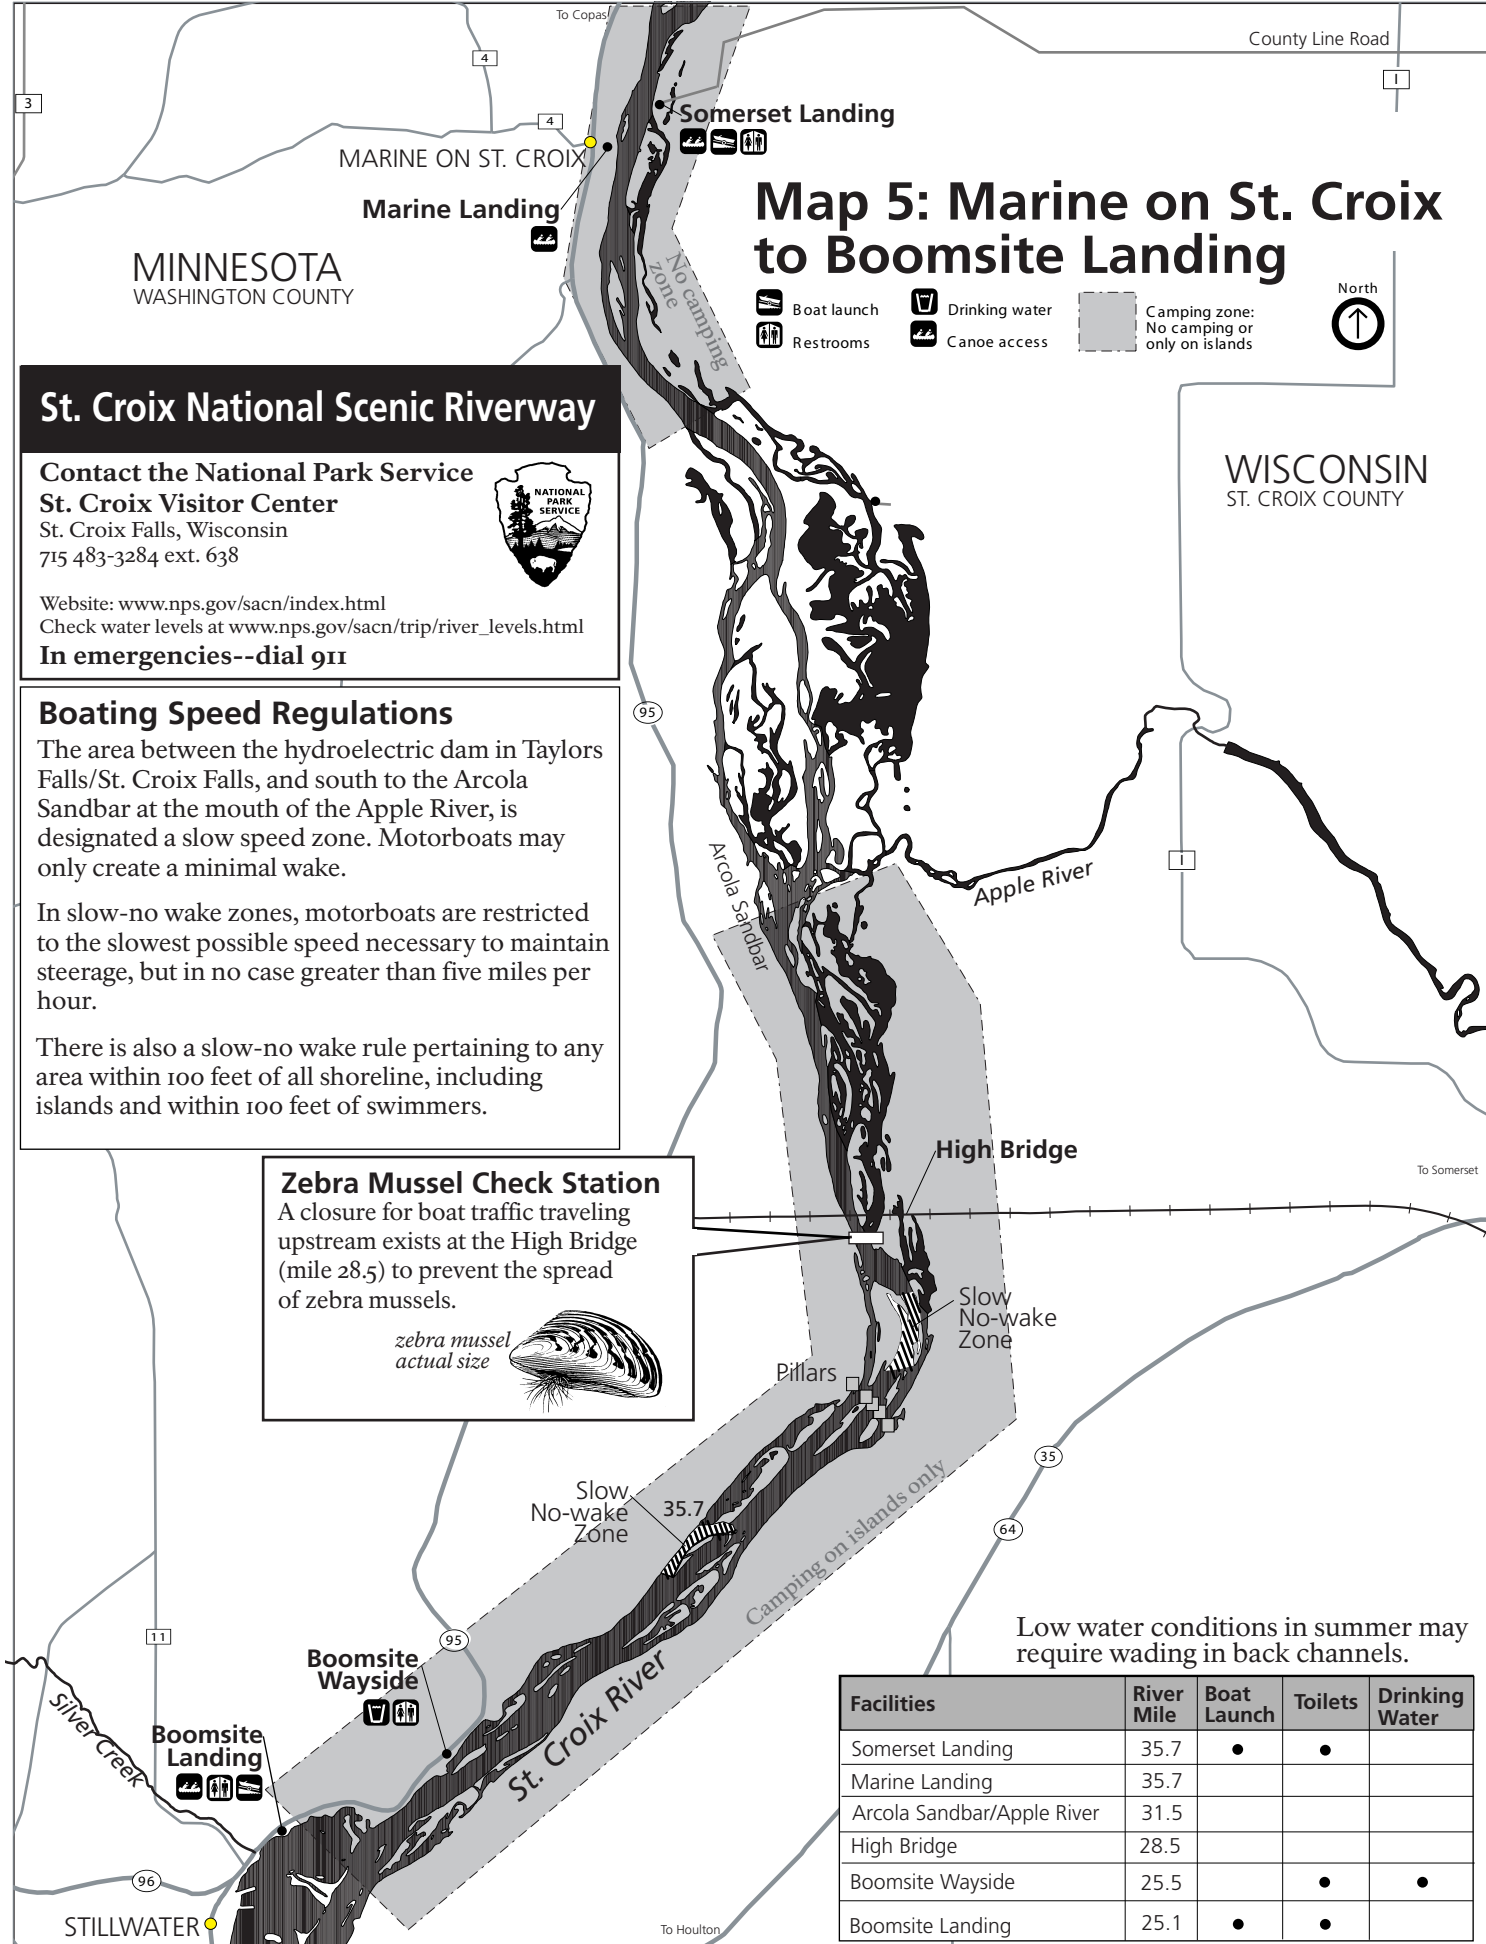 To Copas
County Line Road
4
I
3
Somerset Landing
4
MARINE ON ST. CROIX
Marine Landing
Map 5: Marine on St. Croix
to Boomsite Landing
MINNESOTA
WASHINGTON COUNTY
No camping
zone
Boat launch
Restrooms
Drinking water
Canoe access
Camping zone:
No camping or
only on islands
North
St. Croix National Scenic Riverway
Contact the National Park Service
St. Croix Visitor Center
St. Croix Falls, Wisconsin
715 483-3284 ext. 638
NATIONAL
PARK
SERVICE
Website: www.nps.gov/sacn/index.html
Check water levels at www.nps.gov/sacn/trip/river_levels.html
In emergencies--dial 911
WISCONSIN
ST. CROIX COUNTY
Boating Speed Regulations
The area between the hydroelectric dam in Taylors
Falls/St. Croix Falls, and south to the Arcola
Sandbar at the mouth of the Apple River, is
designated a slow speed zone. Motorboats may
only create a minimal wake.
In slow-no wake zones, motorboats are restricted
to the slowest possible speed necessary to maintain
steerage, but in no case greater than five miles per
hour.
There is also a slow-no wake rule pertaining to any
area within 100 feet of all shoreline, including
islands and within 100 feet of swimmers.
95
Arcola Sandbar
Apple River
I
High Bridge
To Somerset
Zebra Mussel Check Station
A closure for boat traffic traveling
upstream exists at the High Bridge
(mile 28.5) to prevent the spread
of zebra mussels.
zebra mussel
actual size
Slow
No-wake
Zone
Pillars
35
64
Slow
No-wake
Zone
35.7
Camping on islands only
11
95
Boomsite
Wayside
St. Croix River
Silver Creek
Boomsite
Landing
96
STILLWATER
To Houlton
Low water conditions in summer may
require wading in back channels.
Facilities River Mile Boat Launch Toilets Drinking Water
Somerset Landing 35.7 • •
Marine Landing 35.7
Arcola Sandbar/Apple River 31.5
High Bridge 28.5
Boomsite Wayside 25.5 • •
Boomsite Landing 25.1 • •